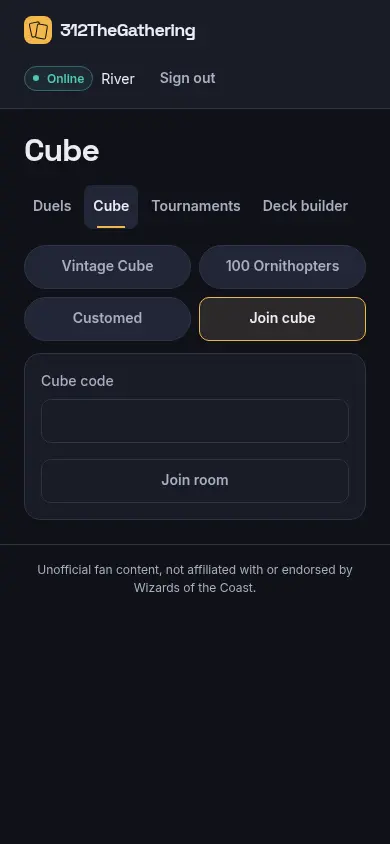 312TheGathering
Online River Sign out
Cube
Duels Cube Tournaments Deck builder
Vintage Cube 100 Ornithopters
Customed Join cube
Cube code
Join room
Unofficial fan content, not affiliated with or endorsed by
Wizards of the Coast.